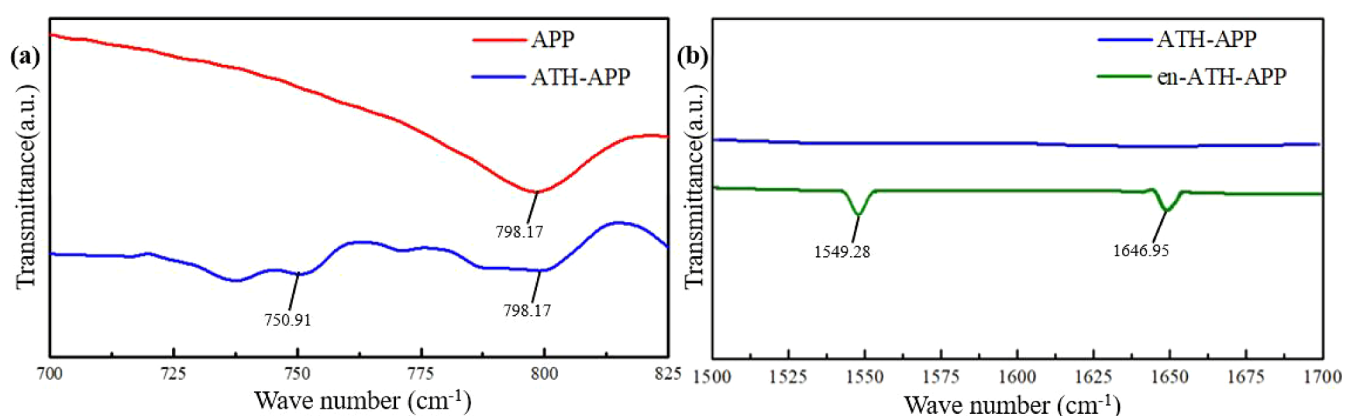 (a)
APP
ATH-APP
Transmittance(a.u.)
798.17
750.91
798.17
700 725 750 775 800 825
Wave number (cm-1)
(b)
ATH-APP
en-ATH-APP
Transmittance(a.u.)
1549.28
1646.95
1500 1525 1550 1575 1600 1625 1650 1675 1700
Wave number (cm-1)